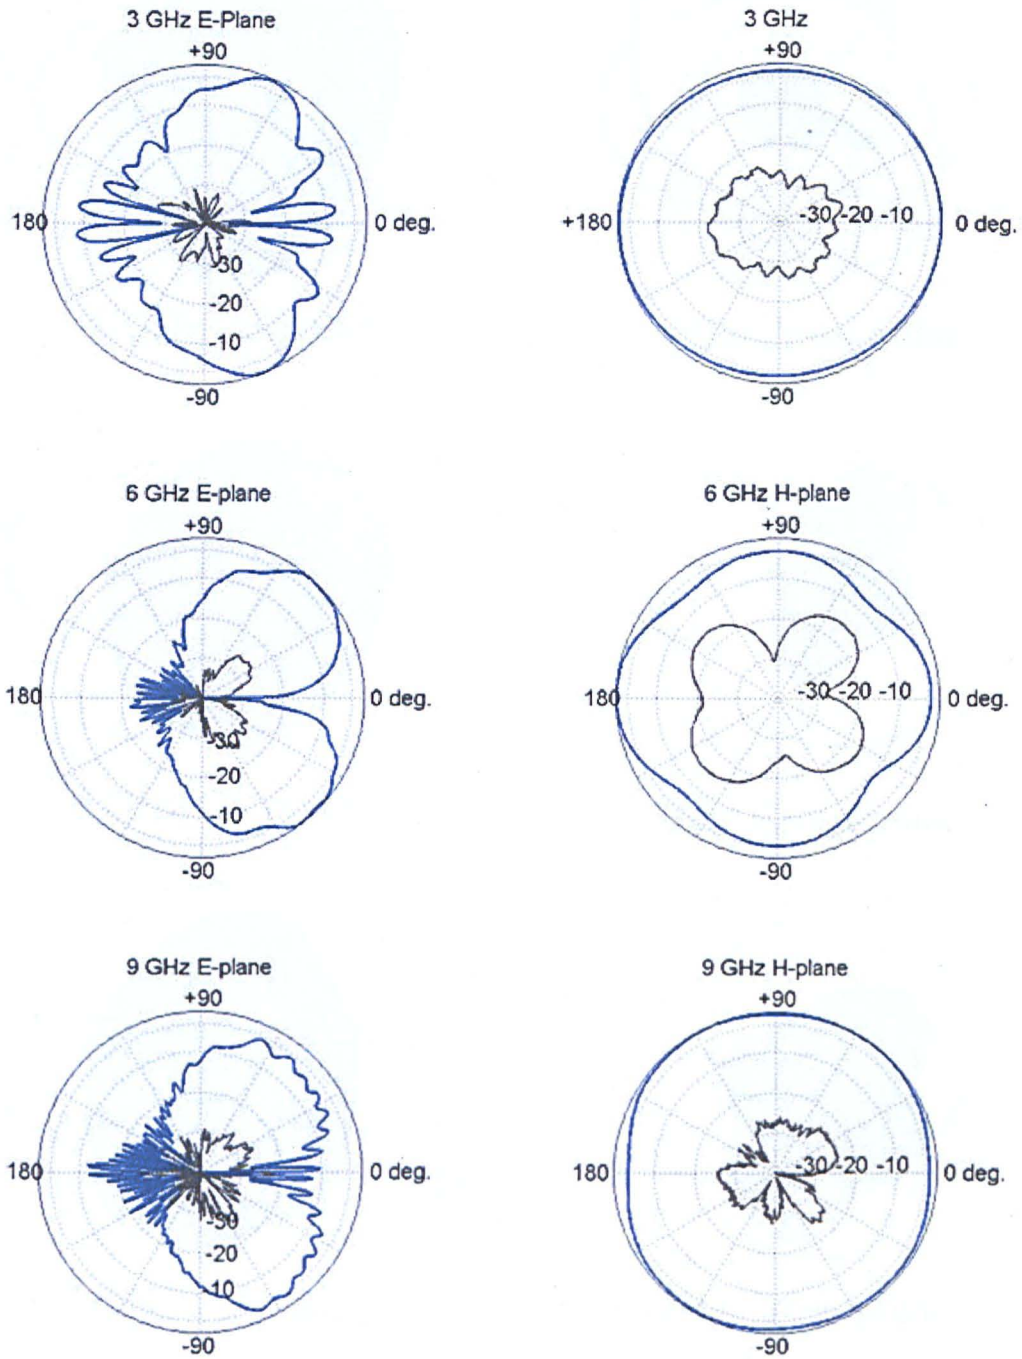 3 GHz E-Plane
+90
180
0 deg.
-30
-20
-10
-90
3 GHz
+90
+180
-30 -20 -10
0 deg.
-90
6 GHz E-plane
+90
180
0 deg.
-30
-20
-10
-90
6 GHz H-plane
+90
180
-30 -20 -10
0 deg.
-90
9 GHz E-plane
+90
180
0 deg.
-30
-20
-10
-90
9 GHz H-plane
+90
180
-30 -20 -10
0 deg.
-90